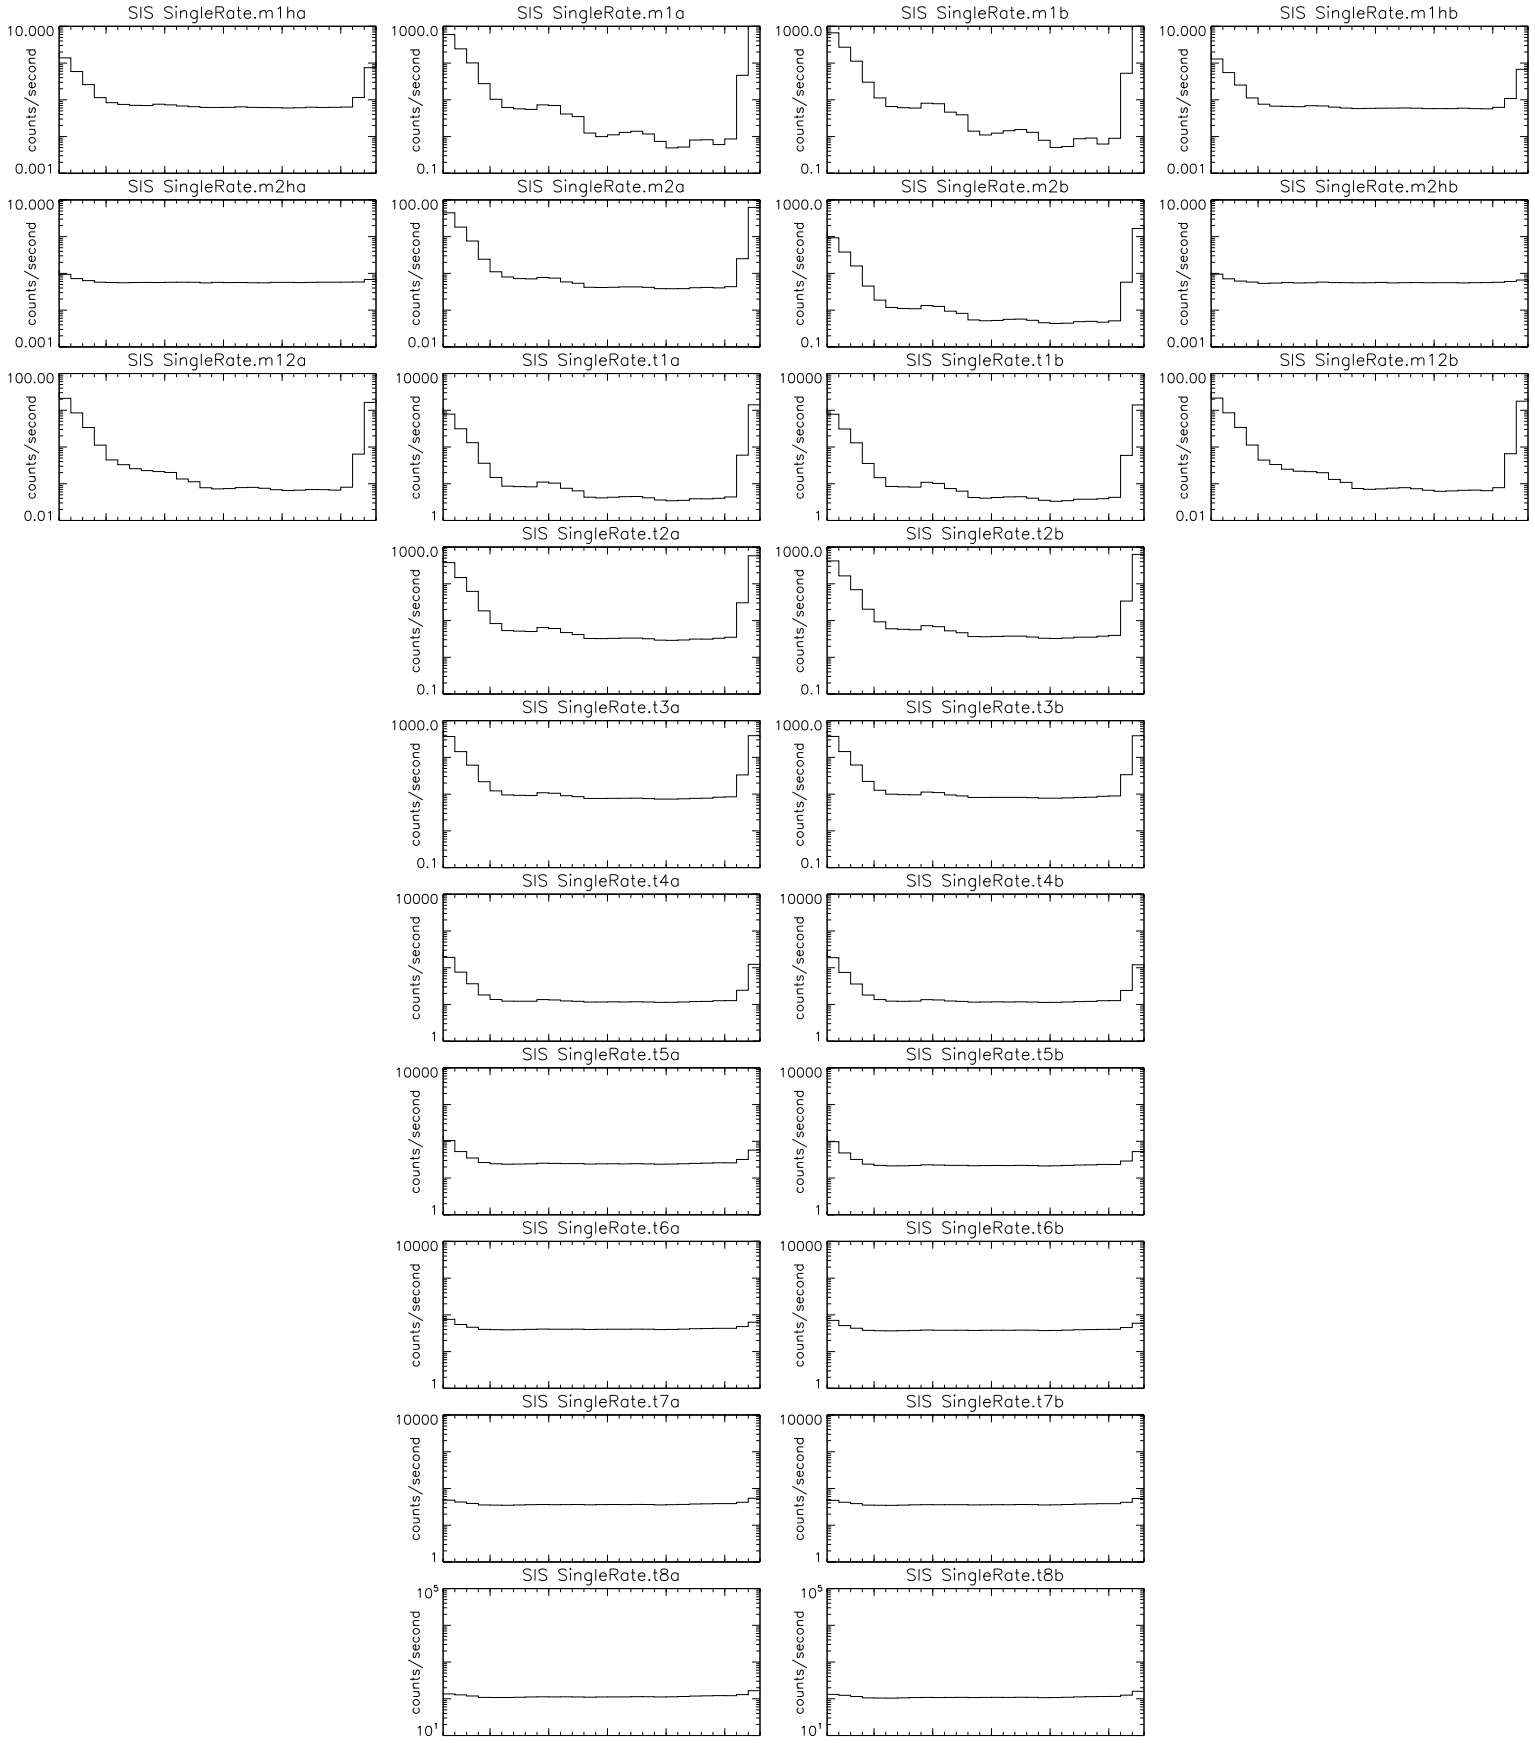 SIS SingleRate.m1ha
10.000
counts/second
0.001
SIS SingleRate.m1a
1000.0
counts/second
0.1
SIS SingleRate.m1b
1000.0
counts/second
0.1
SIS SingleRate.m1hb
10.000
counts/second
0.001
SIS SingleRate.m2ha
10.000
counts/second
0.001
SIS SingleRate.m2a
100.00
counts/second
0.01
SIS SingleRate.m2b
1000.0
counts/second
0.1
SIS SingleRate.m2hb
10.000
counts/second
0.001
SIS SingleRate.m12a
100.00
counts/second
0.01
SIS SingleRate.t1a
10000
counts/second
1
SIS SingleRate.t1b
10000
counts/second
1
SIS SingleRate.m12b
100.00
counts/second
0.01
SIS SingleRate.t2a
1000.0
counts/second
0.1
SIS SingleRate.t2b
1000.0
counts/second
0.1
SIS SingleRate.t3a
1000.0
counts/second
0.1
SIS SingleRate.t3b
1000.0
counts/second
0.1
SIS SingleRate.t4a
10000
counts/second
1
SIS SingleRate.t4b
10000
counts/second
1
SIS SingleRate.t5a
10000
counts/second
1
SIS SingleRate.t5b
10000
counts/second
1
SIS SingleRate.t6a
10000
counts/second
1
SIS SingleRate.t6b
10000
counts/second
1
SIS SingleRate.t7a
10000
counts/second
1
SIS SingleRate.t7b
10000
counts/second
1
SIS SingleRate.t8a
10⁵
counts/second
10¹
SIS SingleRate.t8b
10⁵
counts/second
10¹